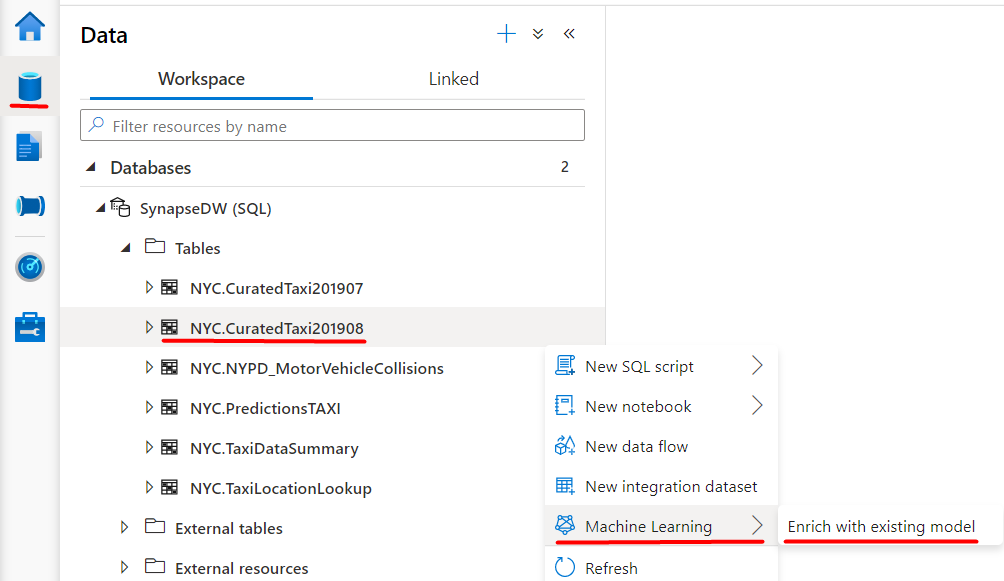 Data
Workspace
Linked
Filter resources by name
Databases
2
SynapseDW (SQL)
Tables
NYC.CuratedTaxi201907
NYC.CuratedTaxi201908
NYC.NYPD_MotorVehicleCollisions
NYC.PredictionsTAXI
NYC.TaxiDataSummary
NYC.TaxiLocationLookup
External tables
External resources
New SQL script
New notebook
New data flow
New integration dataset
Machine Learning
Enrich with existing model
Refresh